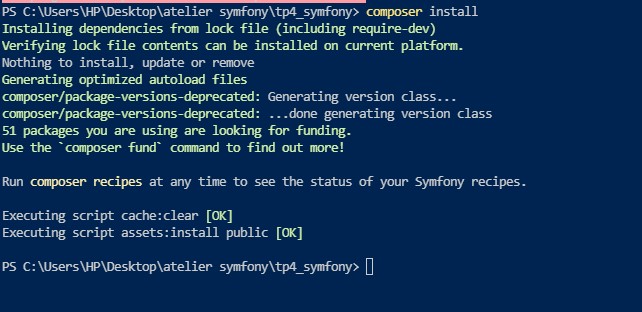 PS C:\Users\HP\Desktop\atelier symfony\tp4_symfony> composer install
Installing dependencies from lock file (including require-dev)
Verifying lock file contents can be installed on current platform.
Nothing to install, update or remove
Generating optimized autoload files
composer/package-versions-deprecated: Generating version class...
composer/package-versions-deprecated: ...done generating version class
51 packages you are using are looking for funding.
Use the `composer fund` command to find out more!
Run composer recipes at any time to see the status of your Symfony recipes.
Executing script cache:clear [OK]
Executing script assets:install public [OK]
PS C:\Users\HP\Desktop\atelier symfony\tp4_symfony>